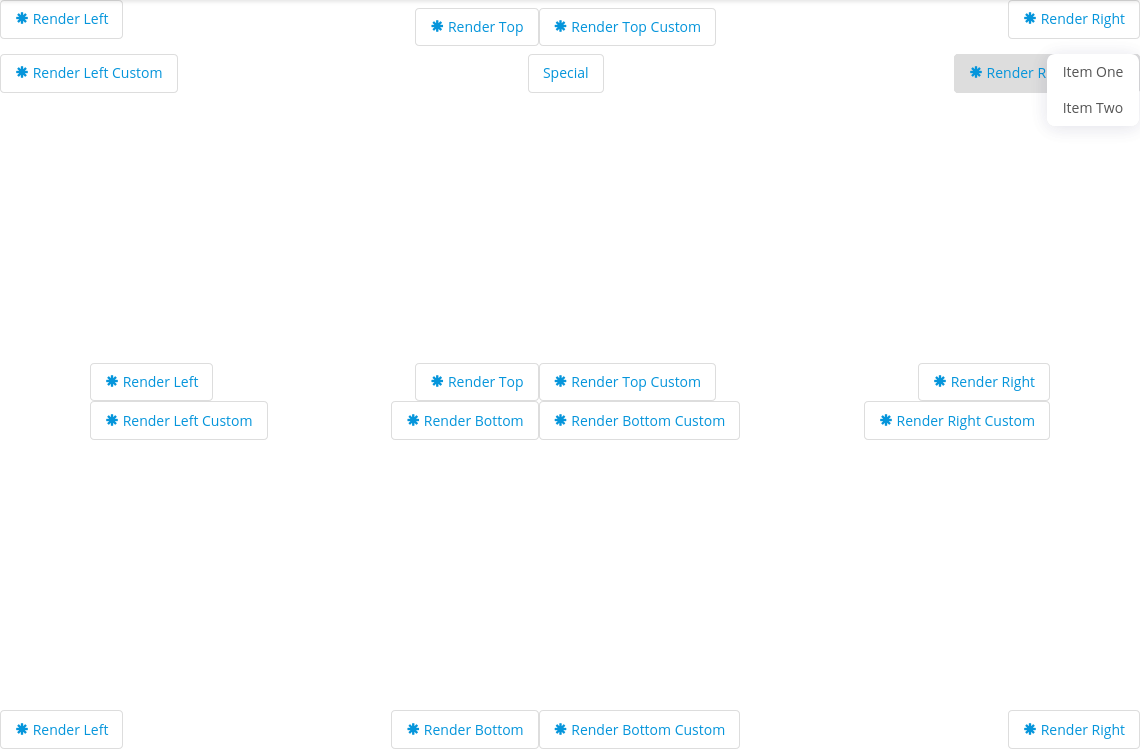 Render Left
Render Top
Render Top Custom
Render Right
Render Left Custom
Special
Render R
Item One
Item Two
Render Left
Render Top
Render Top Custom
Render Right
Render Left Custom
Render Bottom
Render Bottom Custom
Render Right Custom
Render Left
Render Bottom
Render Bottom Custom
Render Right